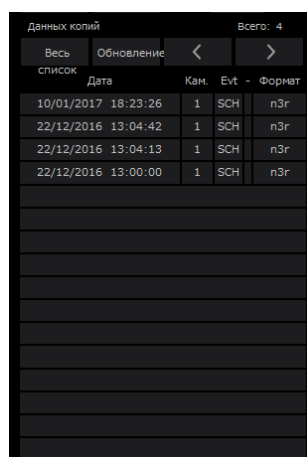 Данных копий Всего: 4
Весь список Обновление
Дата Кам. Evt - Формат
10/01/2017 18:23:26 1 SCH n3r
22/12/2016 13:04:42 1 SCH n3r
22/12/2016 13:04:13 1 SCH n3r
22/12/2016 13:00:00 1 SCH n3r